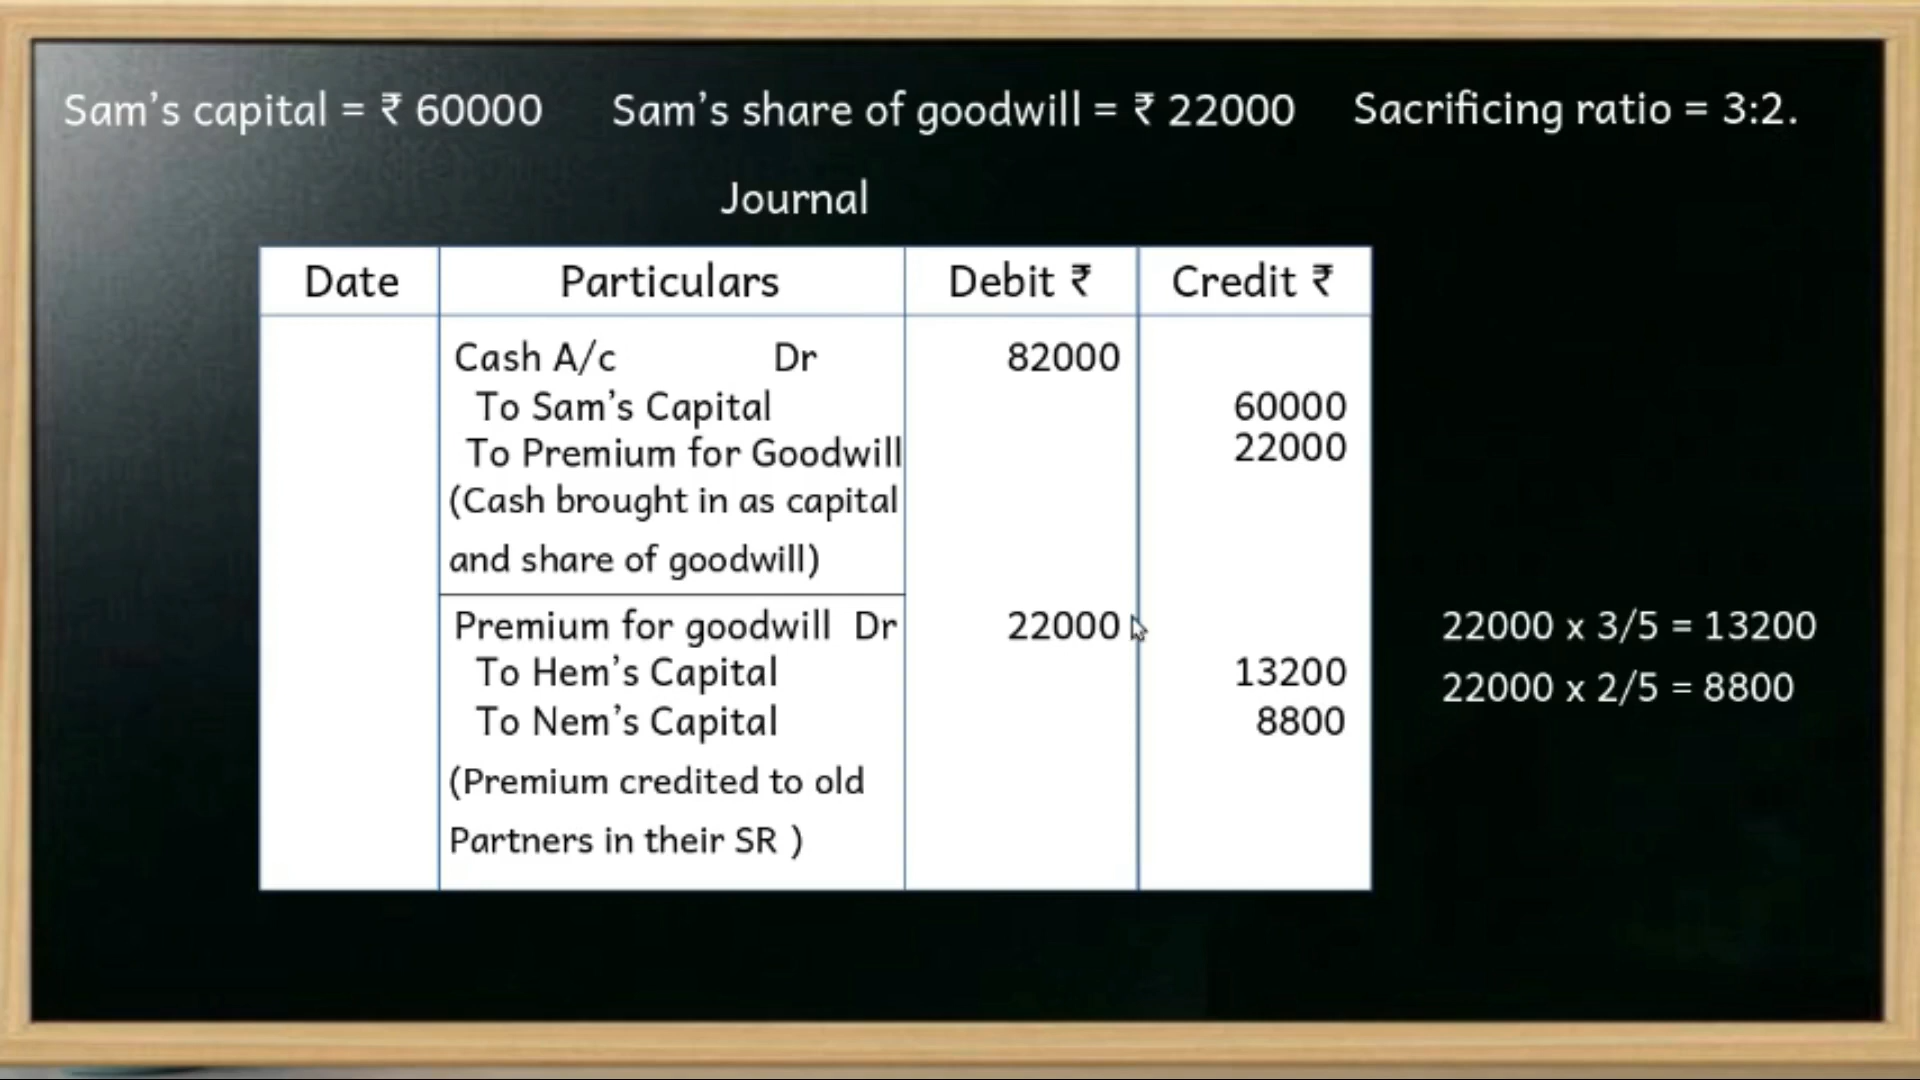 Sam’s capital = ₹ 60000 Sam’s share of goodwill = ₹ 22000 Sacrificing ratio = 3:2.
Journal
Date Particulars Debit ₹ Credit ₹
Cash A/c Dr 82000
To Sam’s Capital 60000
To Premium for Goodwill 22000
(Cash brought in as capital
and share of goodwill)
Premium for goodwill Dr 22000 22000 x 3/5 = 13200
To Hem’s Capital 13200
22000 x 2/5 = 8800
To Nem’s Capital 8800
(Premium credited to old
Partners in their SR )